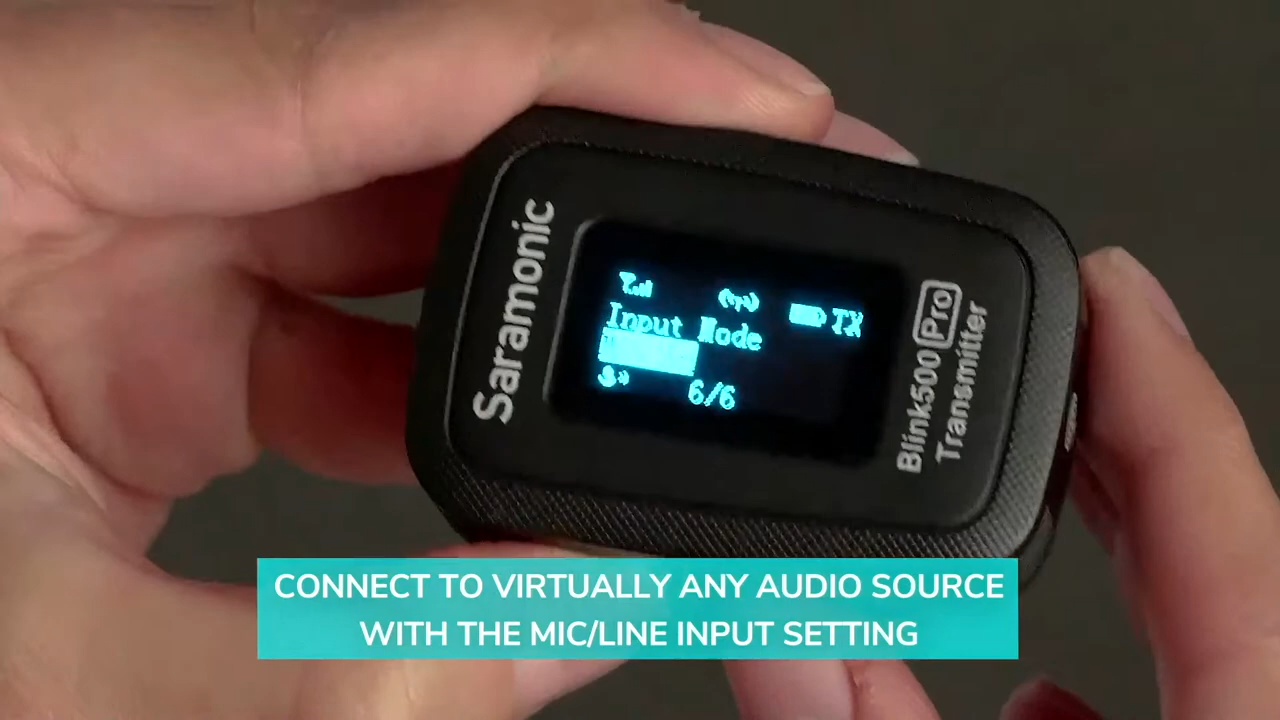 Saramonic
TX
Input Mode
6/6
Blink500 Pro
Transmitter
CONNECT TO VIRTUALLY ANY AUDIO SOURCE
WITH THE MIC/LINE INPUT SETTING